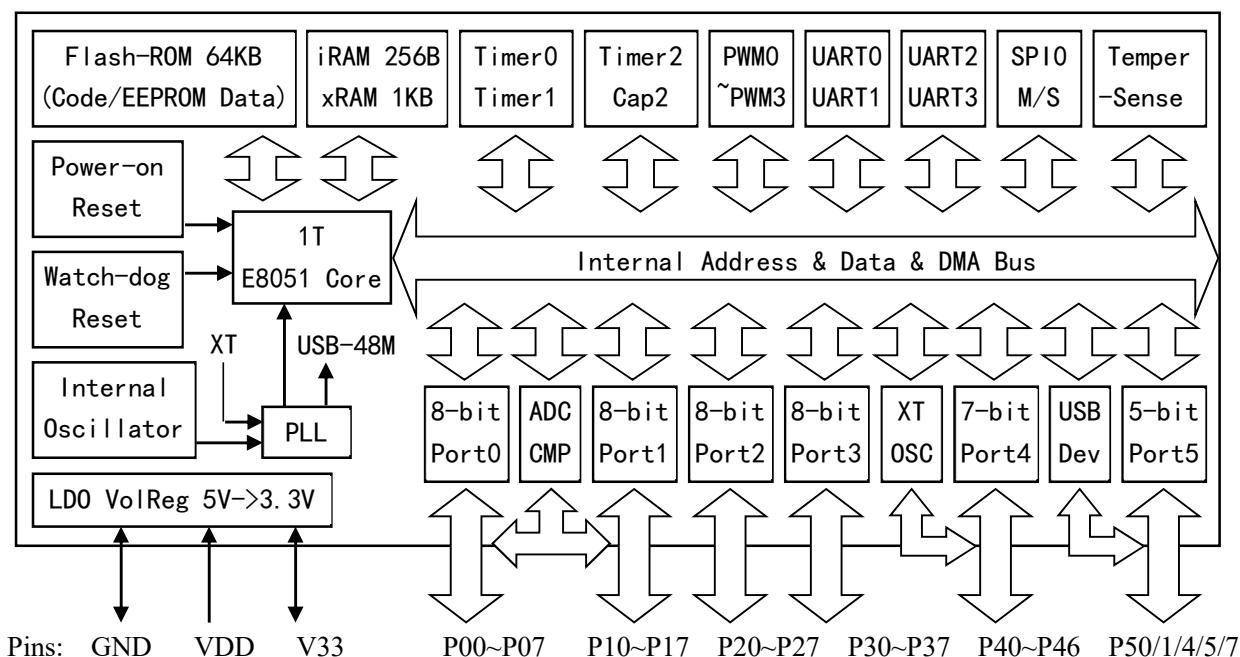 Flash-ROM 64KB
(Code/EEPROM Data)
iRAM 256B
xRAM 1KB
Timer0
Timer1
Timer2
Cap2
PWM0
~PWM3
UART0
UART1
UART2
UART3
SPI0
M/S
Temper
-Sense
Power-on
Reset
1T
E8051 Core
Internal Address & Data & DMA Bus
Watch-dog
Reset
XT
USB-48M
Internal
Oscillator
PLL
8-bit
Port0
ADC
CMP
8-bit
Port1
8-bit
Port2
8-bit
Port3
XT
OSC
7-bit
Port4
USB
Dev
5-bit
Port5
LDO VolReg 5V->3.3V
Pins: GND VDD V33 P00~P07 P10~P17 P20~P27 P30~P37 P40~P46 P50/1/4/5/7